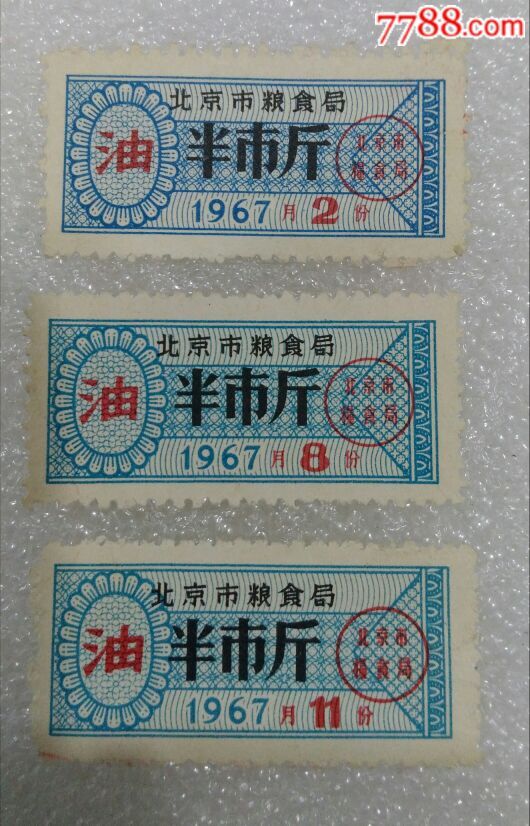 7788.com
北京市粮食局
油
半市斤
北京市
粮食局
1967月2份
北京市粮食局
油
半市斤
北京市
粮食局
1967月8份
北京市粮食局
油
半市斤
北京市
粮食局
1967月11份